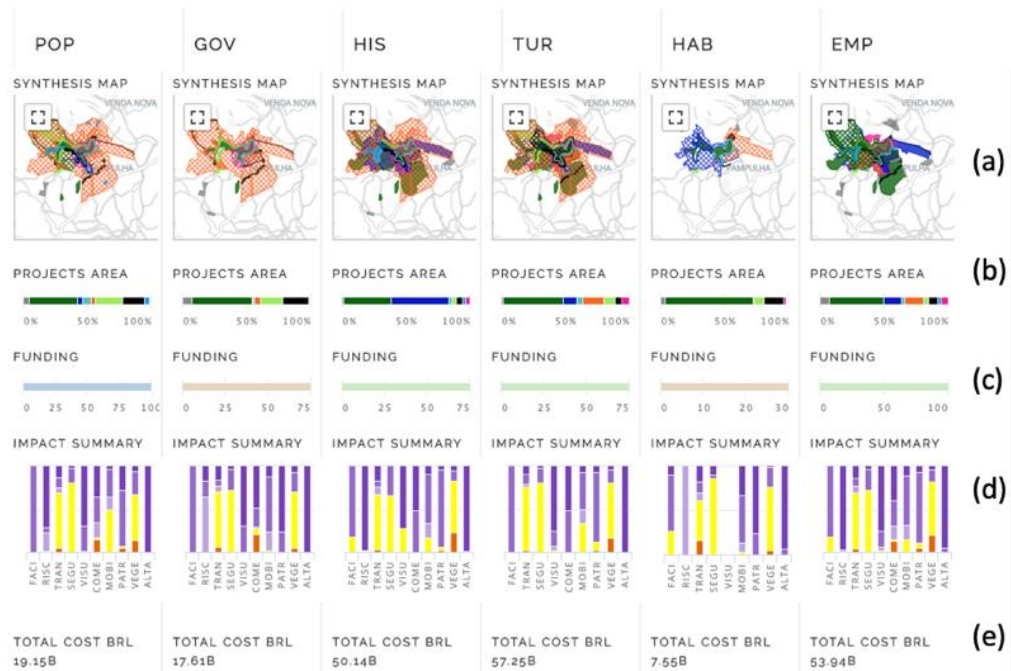 POP GOV HIS TUR HAB EMP
SYNTHESIS MAP SYNTHESIS MAP SYNTHESIS MAP SYNTHESIS MAP SYNTHESIS MAP SYNTHESIS MAP
VENDA NOVA VENDA NOVA VENDA NOVA VENDA NOVA VENDA NOVA VENDA NOVA
(a)
ULHA ULHA ULHA ULHA PAMPULHA ULHA
PROJECTS AREA PROJECTS AREA PROJECTS AREA PROJECTS AREA PROJECTS AREA PROJECTS AREA
(b)
0% 50% 100% 0% 50% 100% 0% 50% 100% 0% 50% 100% 0% 50% 100% 0% 50% 100%
FUNDING FUNDING FUNDING FUNDING FUNDING FUNDING
(c)
0 25 50 75 100 0 25 50 75 0 25 50 75 0 25 50 75 0 10 20 30 0 50 100
IMPACT SUMMARY IMPACT SUMMARY IMPACT SUMMARY IMPACT SUMMARY IMPACT SUMMARY IMPACT SUMMARY
(d)
FACI RISC TRAN SEGU VISU COME MOBI PATR VEGE ALTA FACI RISC TRAN SEGU VISU COME MOBI PATR VEGE ALTA FACI RISC TRAN SEGU VISU COME MOBI PATR VEGE ALTA FACI RISC TRAN SEGU VISU COME MOBI PATR VEGE ALTA FACI RISC TRAN SEGU VISU COME MOBI PATR VEGE ALTA FACI RISC TRAN SEGU VISU COME MOBI PATR VEGE ALTA
(e)
TOTAL COST BRL TOTAL COST BRL TOTAL COST BRL TOTAL COST BRL TOTAL COST BRL TOTAL COST BRL
19.15B 17.61B 50.14B 57.25B 7.55B 53.94B